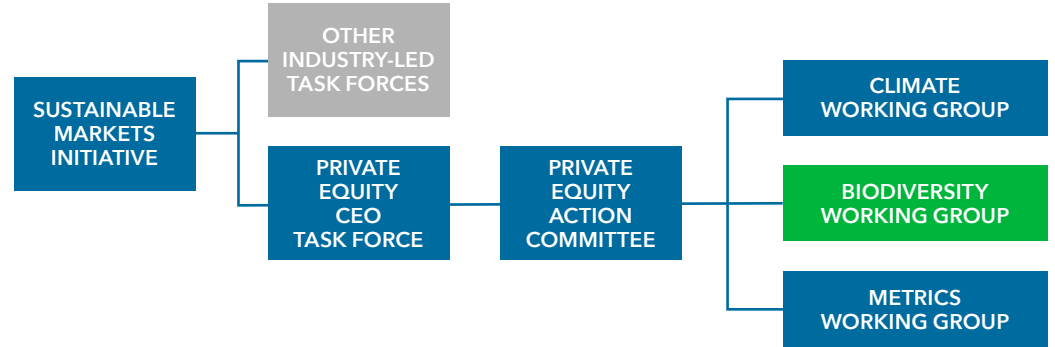 OTHER
INDUSTRY-LED
TASK FORCES
SUSTAINABLE
MARKETS
INITIATIVE
PRIVATE
EQUITY
CEO
TASK FORCE
PRIVATE
EQUITY
ACTION
COMMITTEE
CLIMATE
WORKING GROUP
BIODIVERSITY
WORKING GROUP
METRICS
WORKING GROUP